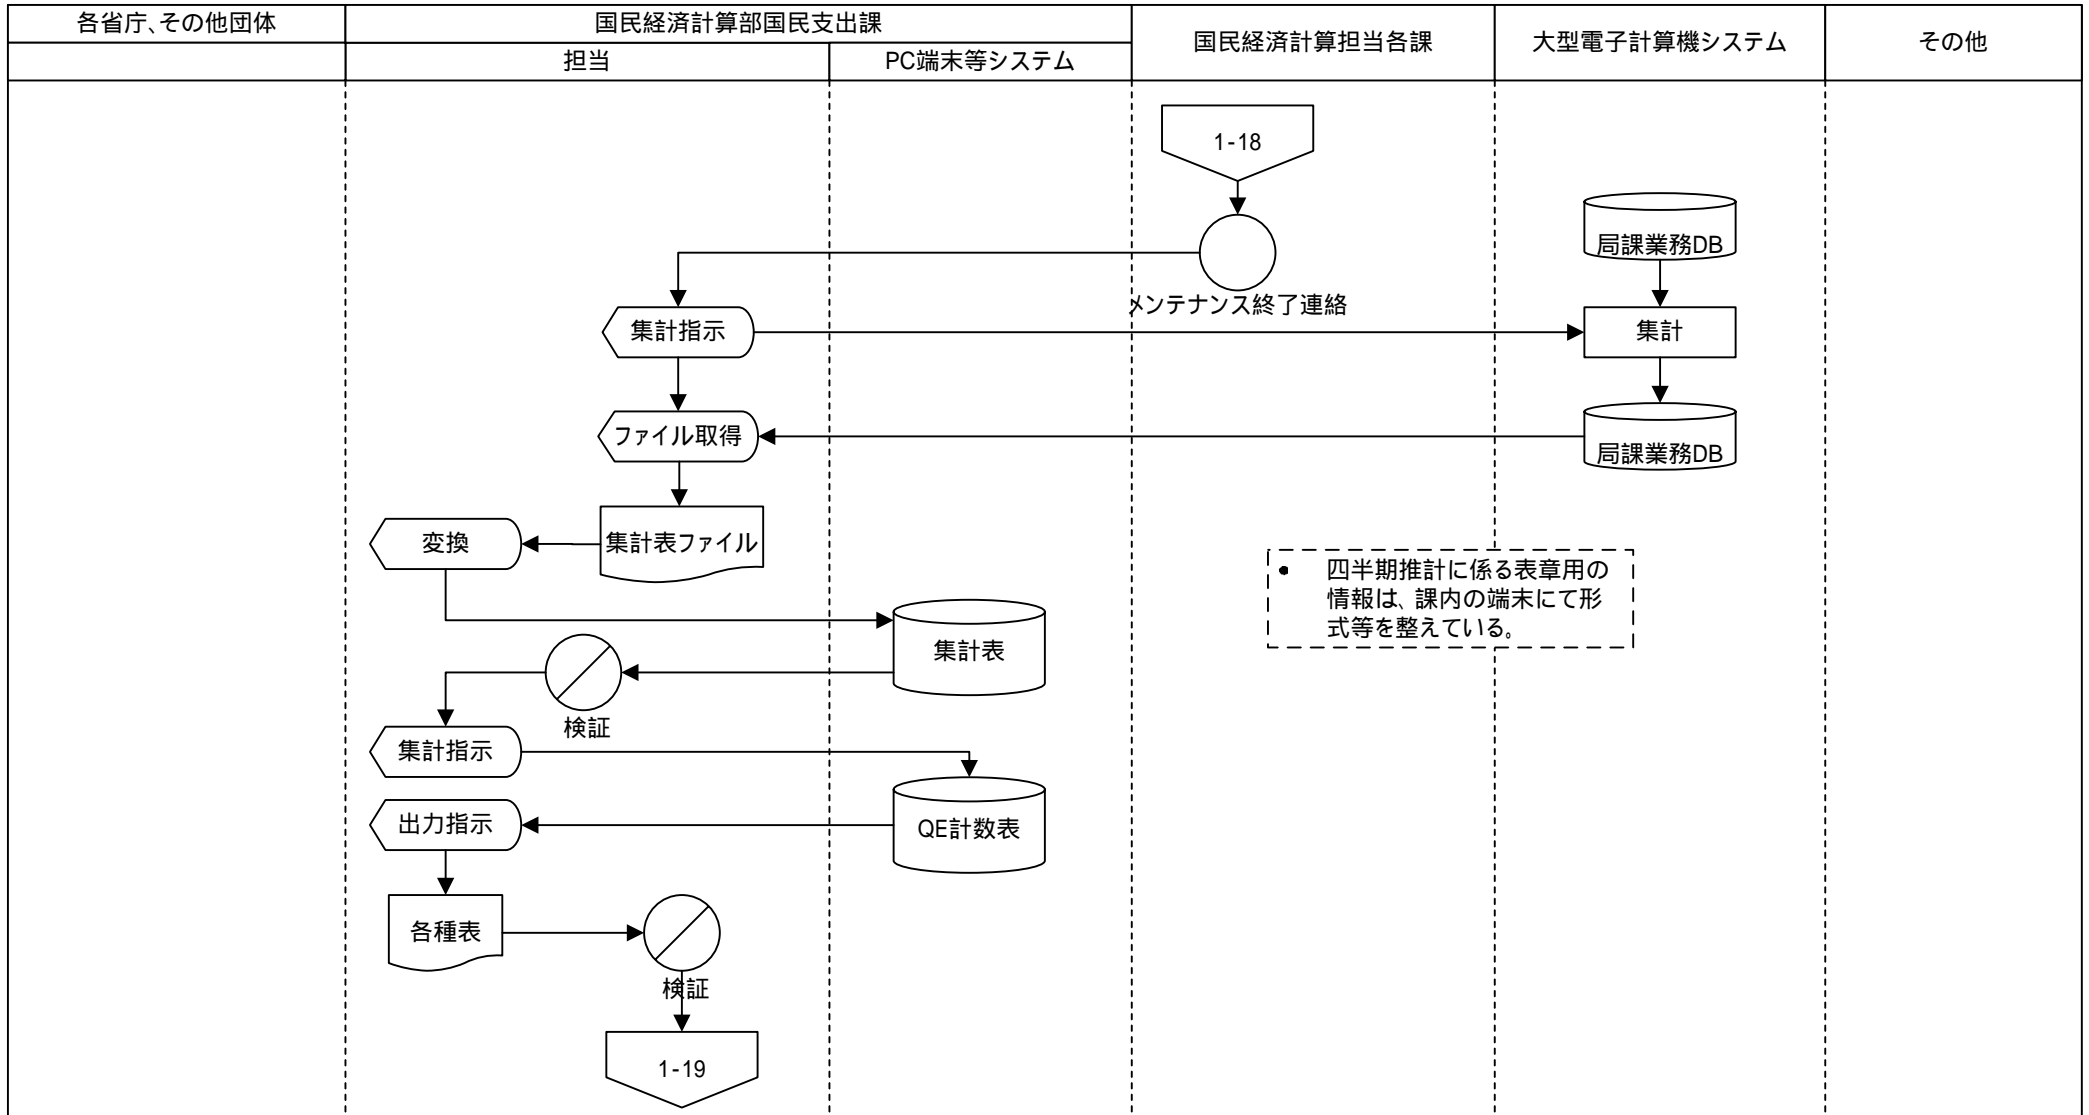 各省庁、その他団体
国民経済計算部国民支出課
国民経済計算担当各課
大型電子計算機システム
その他
担当
PC端末等システム
1-18
局課業務DB
メンテナンス終了連絡
集計指示
集計
ファイル取得
局課業務DB
変換
集計表ファイル
• 四半期推計に係る表章用の
情報は、課内の端末にて形
式等を整えている。
集計表
検証
集計指示
出力指示
QE計数表
各種表
検証
1-19